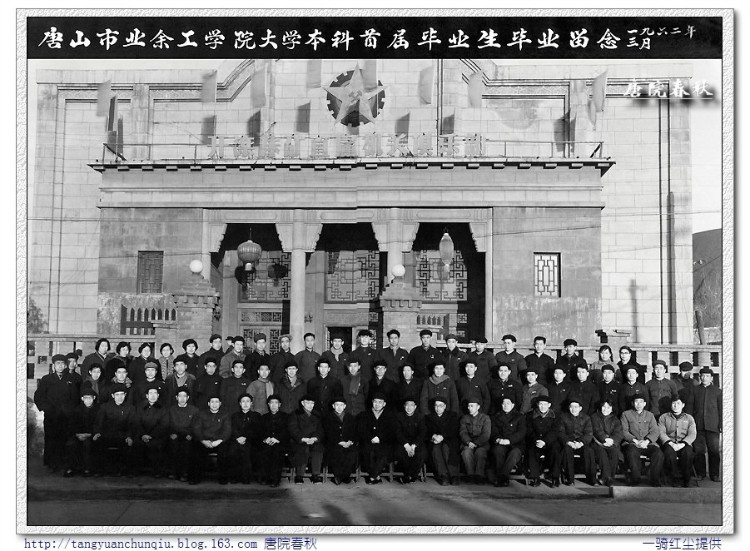 唐山市业余工学院大学本科首届毕业生毕业留念 一九六二年三月
唐院春秋
http://tangyuanchunqiu.blog.163.com 唐院春秋
一骑红尘提供